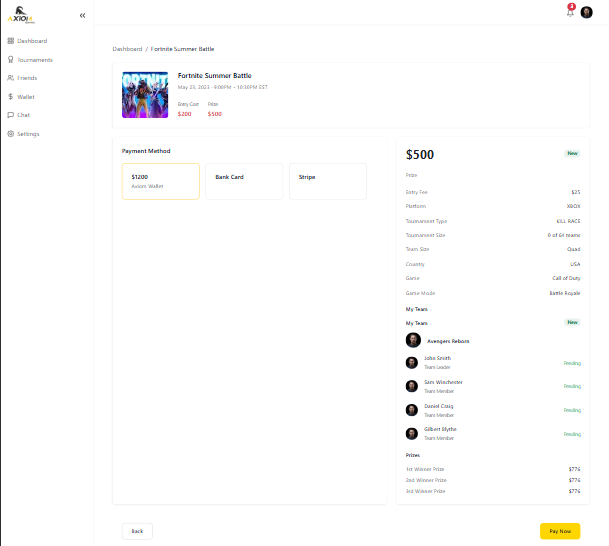 AXIOM
«
3
Dashboard
Tournaments
Friends
Wallet
Chat
Settings
Dashboard / Fortnite Summer Battle
FORTNITE
Fortnite Summer Battle
May 23, 2023 - 9:00PM - 10:30PM EST
Entry Cost Prize
$200 $500
Payment Method
$1200
Axiom Wallet
Bank Card
Stripe
$500 New
Prize
Entry Fee $25
Platform XBOX
Tournament Type KILL RACE
Tournament Size 9 of 64 teams
Team Size Quad
Country USA
Game Call of Duty
Game Mode Battle Royale
My Team
My Team New
Avengers Reborn
John Smith
Team Leader
Pending
Sam Winchester
Team Member
Pending
Daniel Craig
Team Member
Pending
Gilbert Blythe
Team Member
Pending
Prizes
1st Winner Prize $776
2nd Winner Prize $776
3rd Winner Prize $776
Back
Pay Now